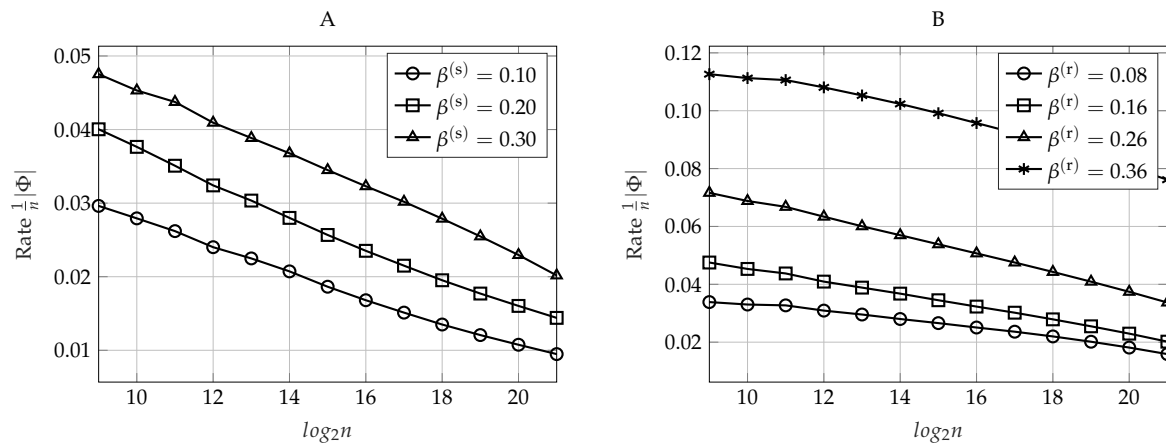 A
0.05
0.04
0.03
0.02
0.01
10 12 14 16 18 20
log₂n
Rate 1/n |Φ|
β⁽ˢ⁾ = 0.10
β⁽ˢ⁾ = 0.20
β⁽ˢ⁾ = 0.30
B
0.12
0.10
0.08
0.06
0.04
0.02
10 12 14 16 18 20
log₂n
Rate 1/n |Φ|
β⁽ʳ⁾ = 0.08
β⁽ʳ⁾ = 0.16
β⁽ʳ⁾ = 0.26
β⁽ʳ⁾ = 0.36